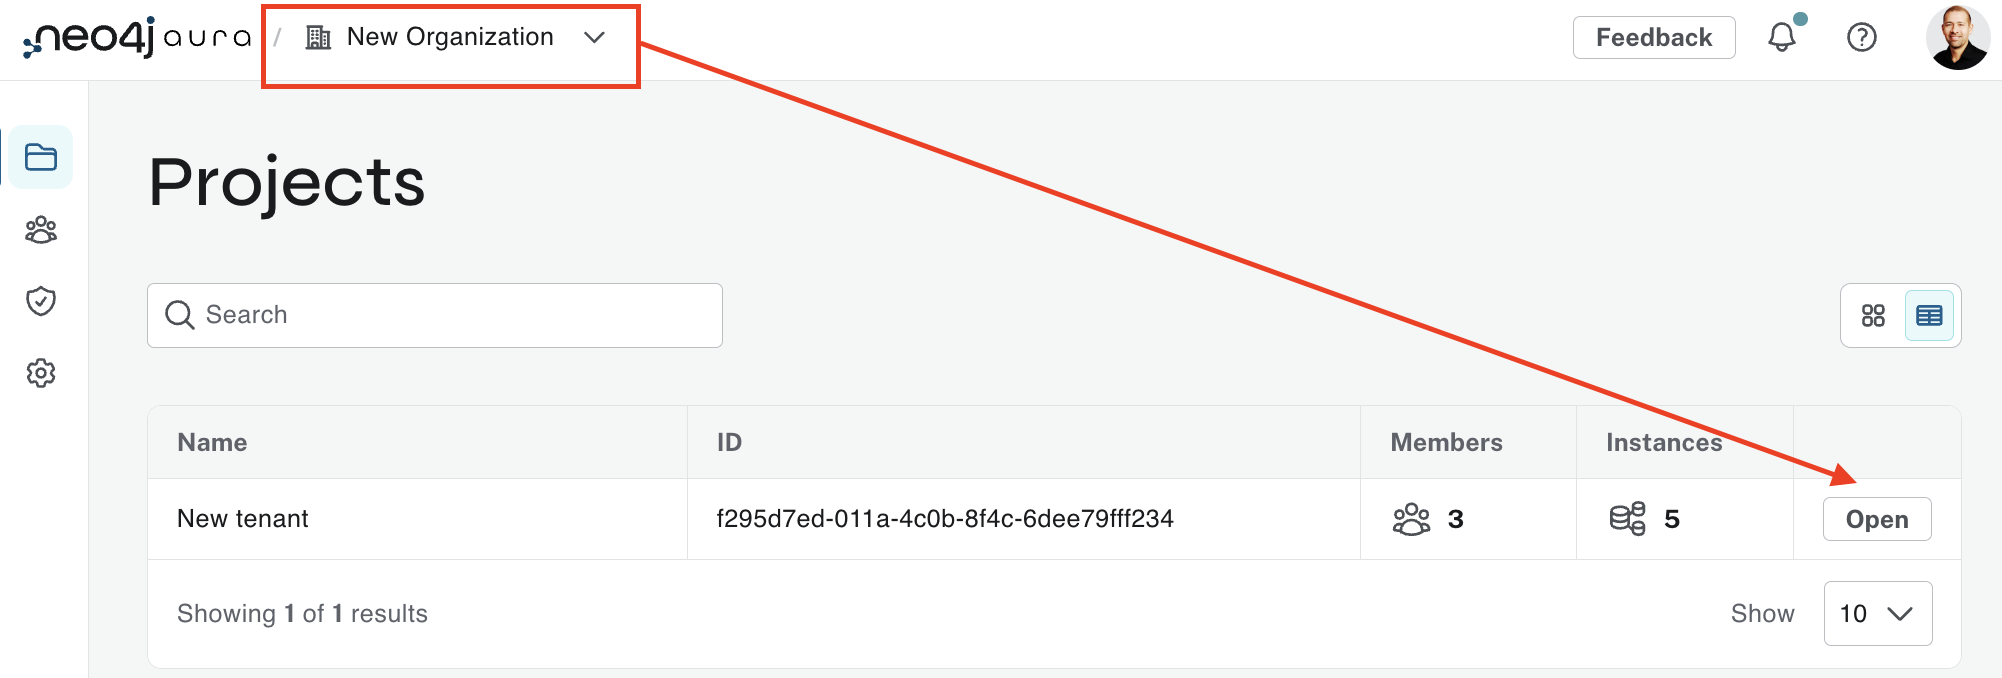 neo4j aura / New Organization
Feedback
Projects
Search
Name ID Members Instances
New tenant f295d7ed-011a-4c0b-8f4c-6dee79fff234 3 5 Open
Showing 1 of 1 results Show 10